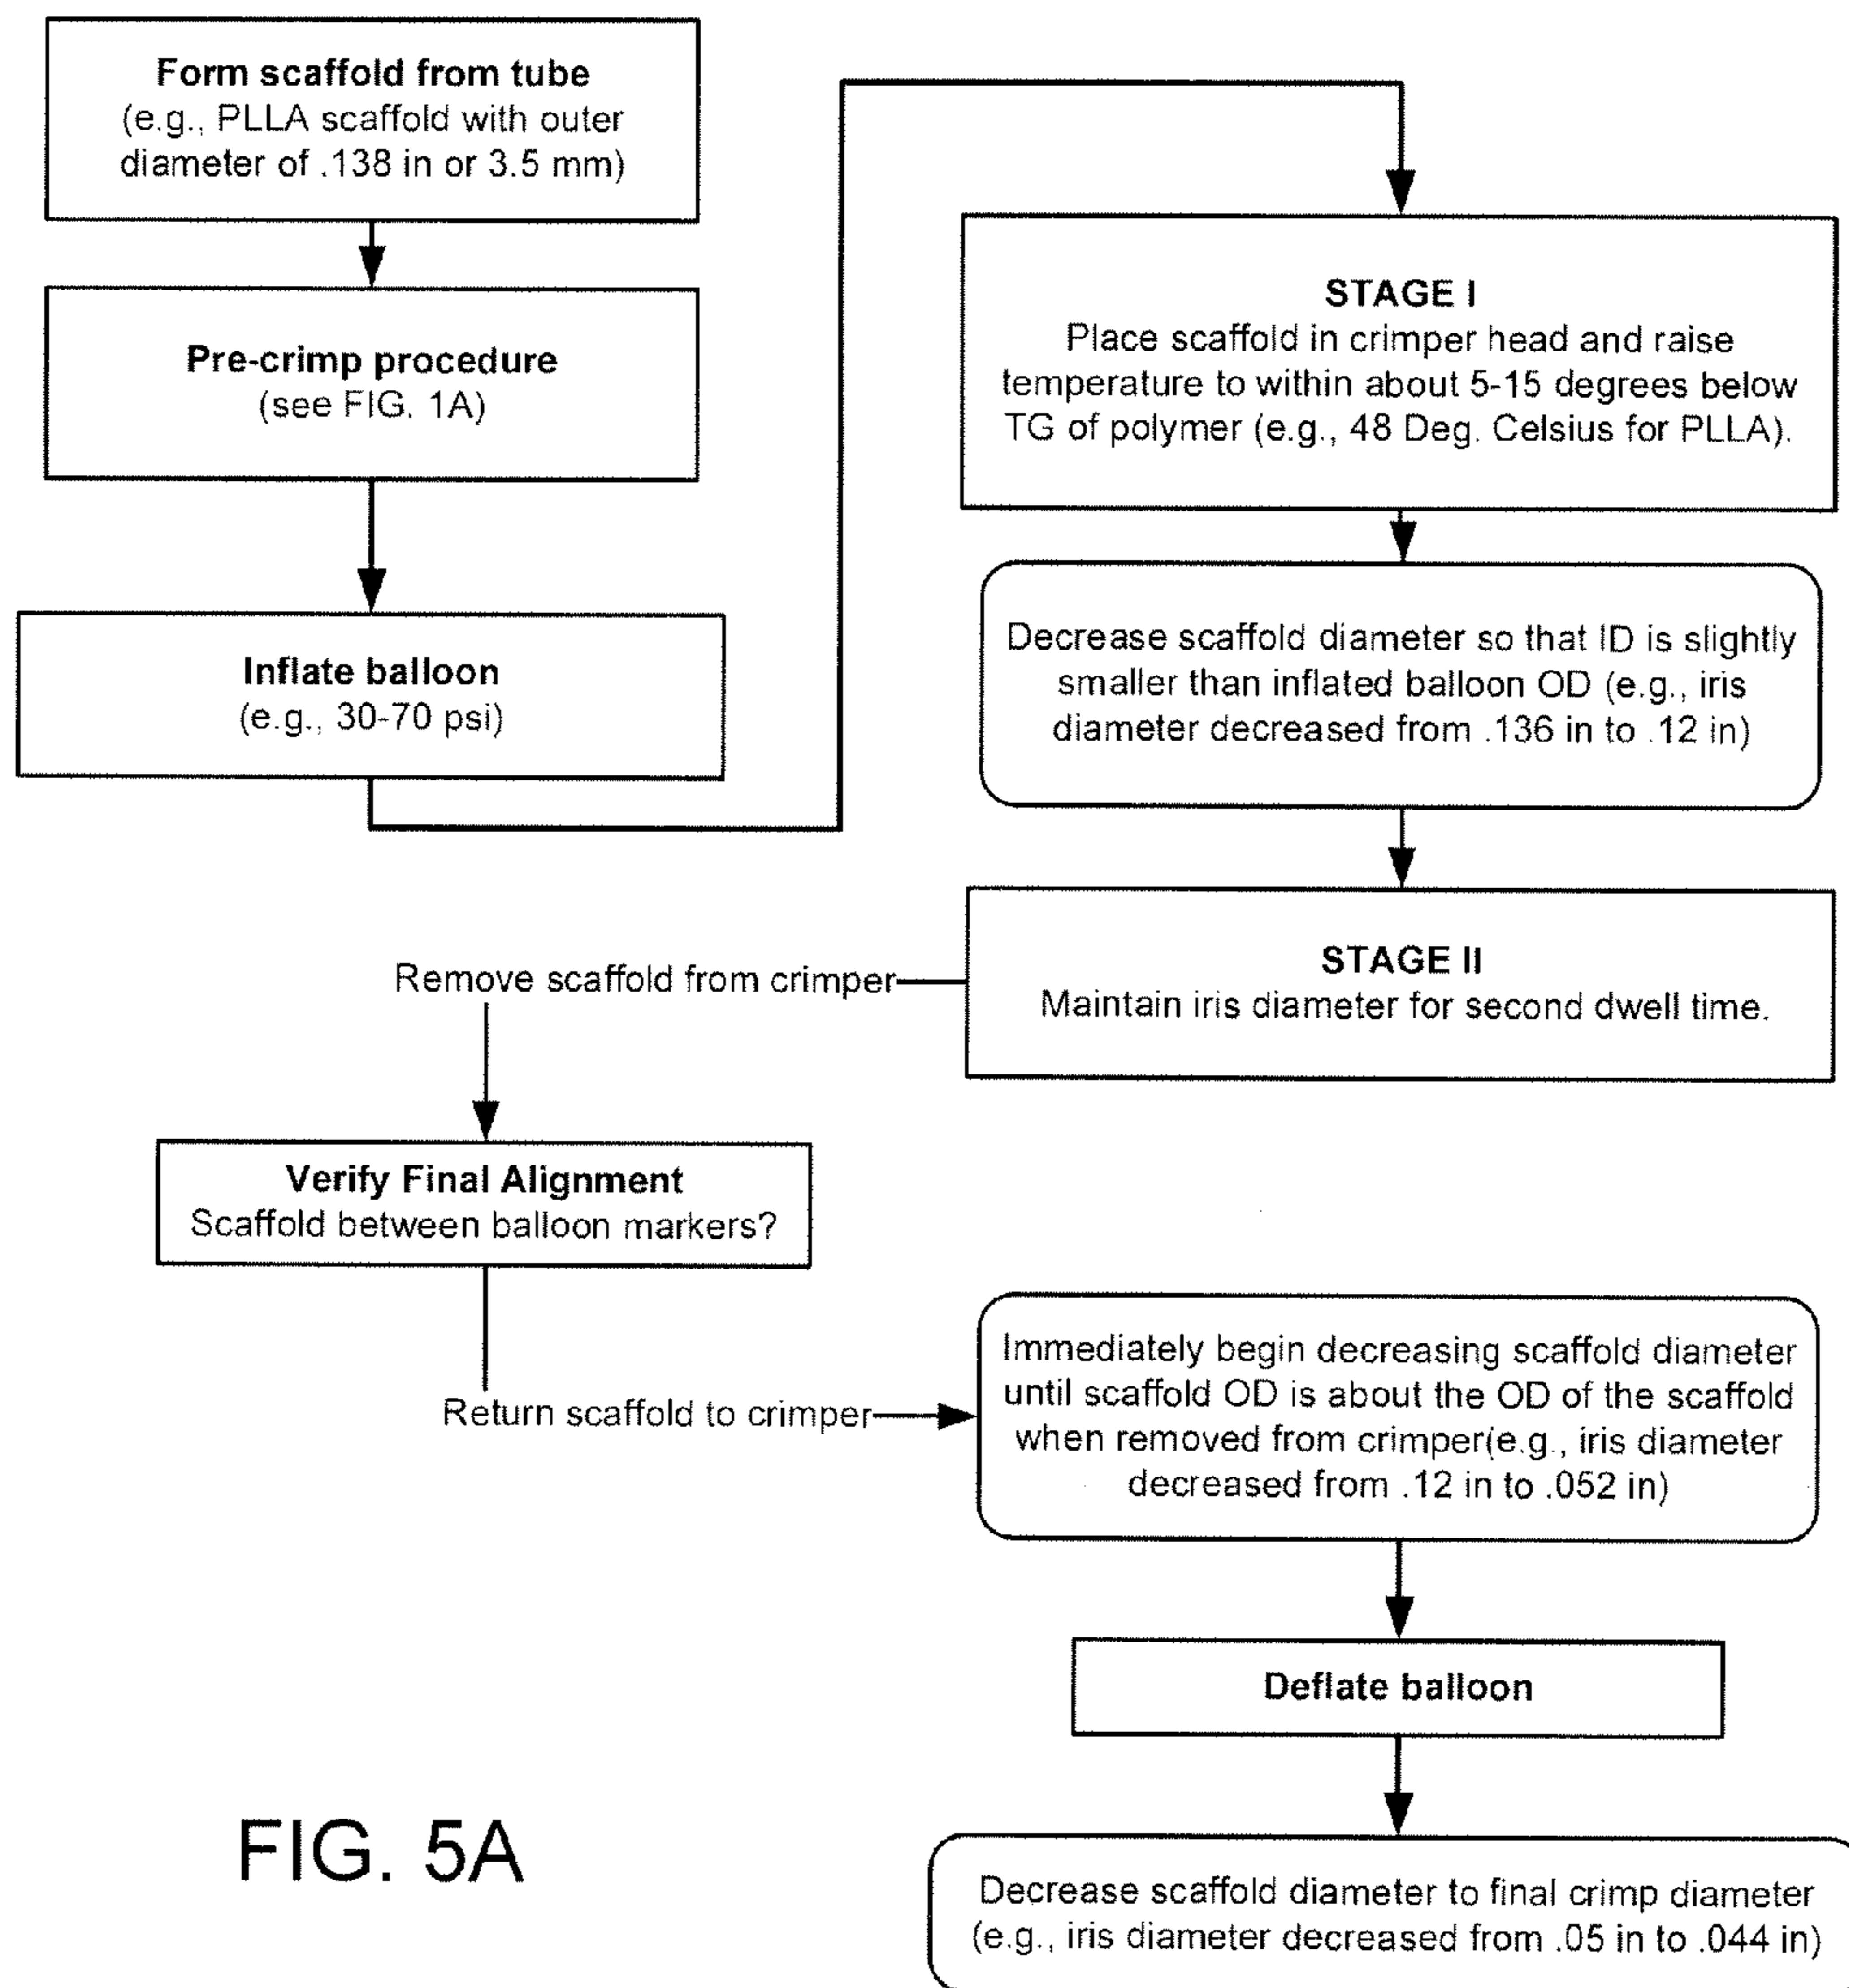 Form scaffold from tube
(e.g., PLLA scaffold with outer
diameter of .138 in or 3.5 mm)
Pre-crimp procedure
(see FIG. 1A)
Inflate balloon
(e.g., 30-70 psi)
STAGE I
Place scaffold in crimper head and raise
temperature to within about 5-15 degrees below
TG of polymer (e.g., 48 Deg. Celsius for PLLA).
Decrease scaffold diameter so that ID is slightly
smaller than inflated balloon OD (e.g., iris
diameter decreased from .136 in to .12 in)
STAGE II
Maintain iris diameter for second dwell time.
Remove scaffold from crimper
Verify Final Alignment
Scaffold between balloon markers?
Return scaffold to crimper
Immediately begin decreasing scaffold diameter
until scaffold OD is about the OD of the scaffold
when removed from crimper(e.g., iris diameter
decreased from .12 in to .052 in)
Deflate balloon
Decrease scaffold diameter to final crimp diameter
(e.g., iris diameter decreased from .05 in to .044 in)
FIG. 5A